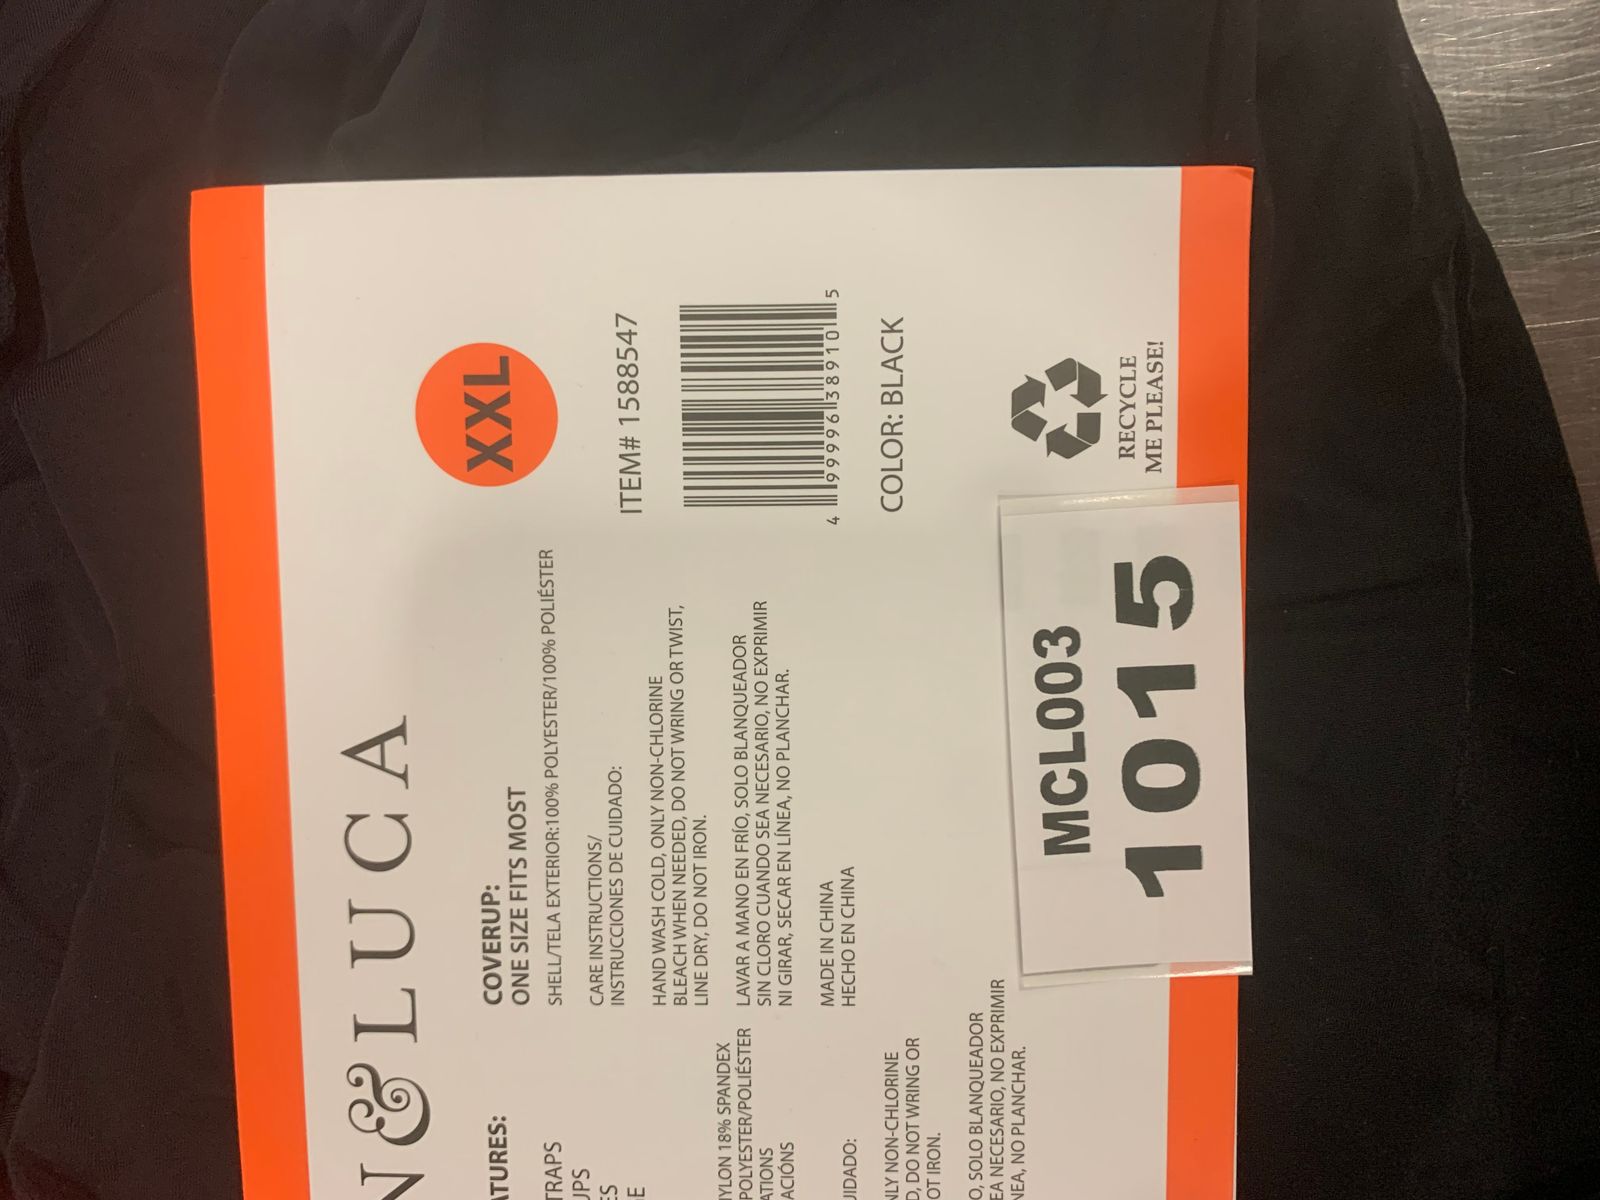 N & LUCA
ATURES:
TRAPS
UPS
ES
E
NYLON 18% SPANDEX
POLYESTER/POLIÉSTER
ATIONS
ACIÓNS
UIDADO:
NLY NON-CHLORINE
D, DO NOT WRING OR
OT IRON.
O, SOLO BLANQUEADOR
EA NECESARIO, NO EXPRIMIR
NEA, NO PLANCHAR.
COVERUP:
ONE SIZE FITS MOST
SHELL/TELA EXTERIOR:100% POLYESTER/100% POLIÉSTER
CARE INSTRUCTIONS/
INSTRUCCIONES DE CUIDADO:
HAND WASH COLD, ONLY NON-CHLORINE
BLEACH WHEN NEEDED, DO NOT WRING OR TWIST,
LINE DRY, DO NOT IRON.
LAVAR A MANO EN FRÍO, SOLO BLANQUEADOR
SIN CLORO CUANDO SEA NECESARIO, NO EXPRIMIR
NI GIRAR, SECAR EN LÍNEA, NO PLANCHAR.
MADE IN CHINA
HECHO EN CHINA
MCL003
1015
XXL
ITEM# 1588547
4 99996 38910 5
COLOR: BLACK
RECYCLE
ME PLEASE!